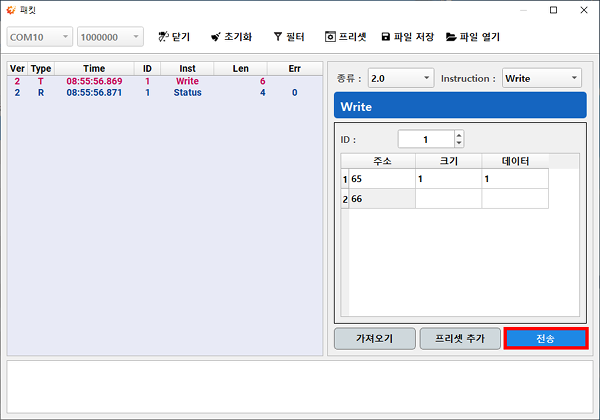 패킷
COM10 1000000 닫기 초기화 필터 프리셋 파일 저장 파일 열기
Ver Type Time ID Inst Len Err
2 T 08:55:56.869 1 Write 6
2 R 08:55:56.871 1 Status 4 0
종류 : 2.0 Instruction : Write
Write
ID : 1
주소 크기 데이터
1 65 1 1
2 66
가져오기 프리셋 추가 전송